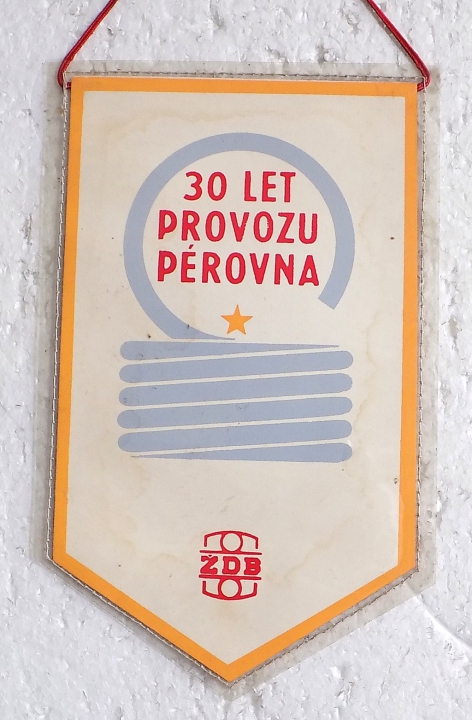 30 LET
PROVOZU
PÉROVNA
ŽDB